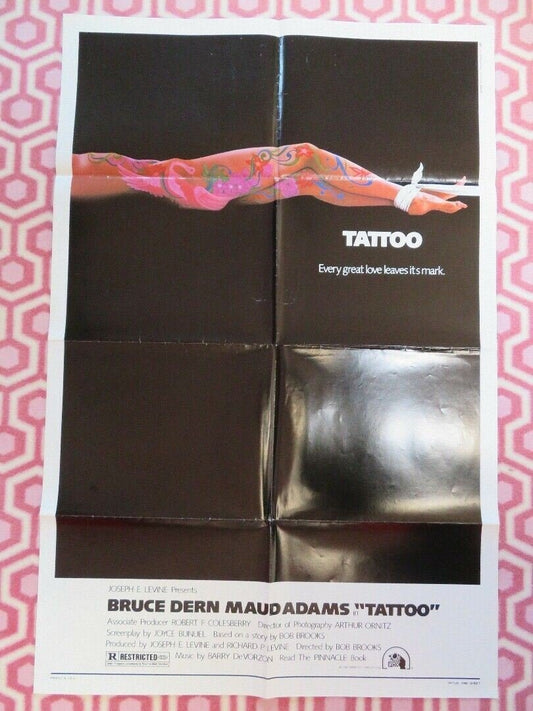 TATTOO
Every great love leaves its mark.
JOSEPH E. LEVINE Presents
BRUCE DERN MAUD ADAMS in "TATTOO"
Associate Producer ROBERT F. COLESBERRY Director of Photography ARTHUR ORNITZ
Screenplay by JOYCE BUNUEL Based on a story by BOB BROOKS
Produced by JOSEPH E. LEVINE and RICHARD P. LEVINE Directed by BOB BROOKS
R RESTRICTED Music by BARRY DeVORZON Read The PINNACLE Book